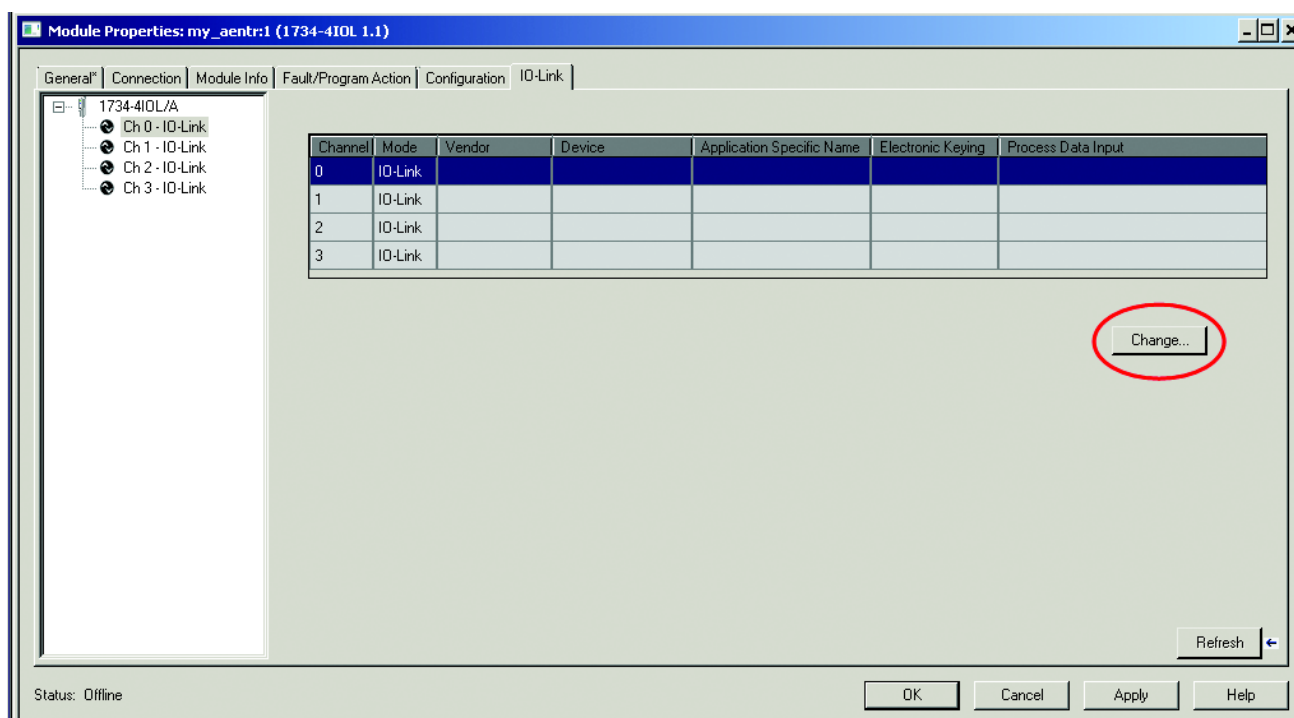 Module Properties: my_aentr:1 (1734-4IOL 1.1)
General* Connection Module Info Fault/Program Action Configuration IO-Link
1734-4IOL/A
Ch 0 - IO-Link
Ch 1 - IO-Link
Ch 2 - IO-Link
Ch 3 - IO-Link
Channel Mode Vendor Device Application Specific Name Electronic Keying Process Data Input
0 IO-Link
1 IO-Link
2 IO-Link
3 IO-Link
Change...
Refresh
Status: Offline
OK Cancel Apply Help